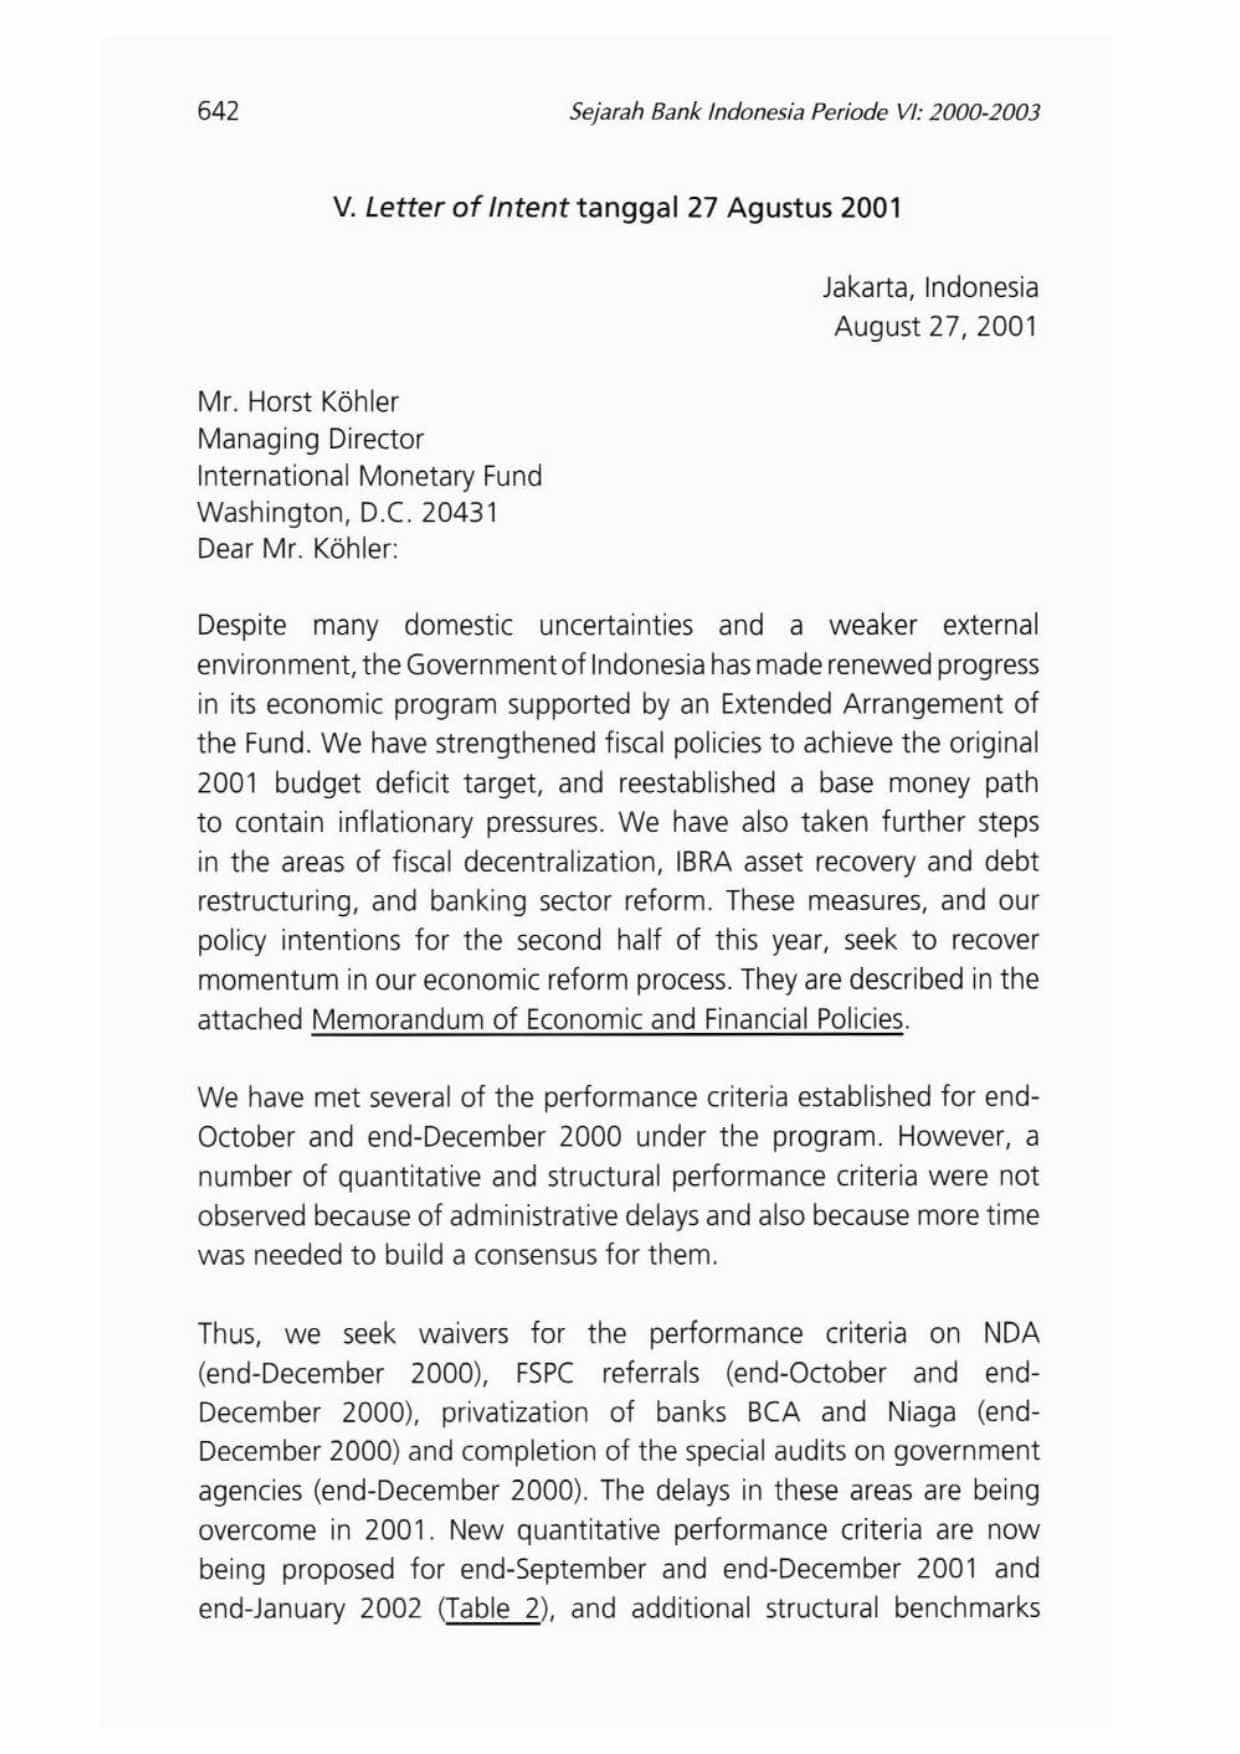 642
Sejarah Bank Indonesia Periode VI: 2000-2003
V. Letter of Intent tanggal 27 Agustus 2001
Jakarta, Indonesia
August 27, 2001
Mr. Horst Köhler
Managing Director
International Monetary Fund
Washington, D.C. 20431
Dear Mr. Köhler:
Despite many domestic uncertainties and a weaker external
environment, the Government of Indonesia has made renewed progress
in its economic program supported by an Extended Arrangement of
the Fund. We have strengthened fiscal policies to achieve the original
2001 budget deficit target, and reestablished a base money path
to contain inflationary pressures. We have also taken further steps
in the areas of fiscal decentralization, IBRA asset recovery and debt
restructuring, and banking sector reform. These measures, and our
policy intentions for the second half of this year, seek to recover
momentum in our economic reform process. They are described in the
attached Memorandum of Economic and Financial Policies.
We have met several of the performance criteria established for end-
October and end-December 2000 under the program. However, a
number of quantitative and structural performance criteria were not
observed because of administrative delays and also because more time
was needed to build a consensus for them.
Thus, we seek waivers for the performance criteria on NDA
(end-December 2000), FSPC referrals (end-October and end-
December 2000), privatization of banks BCA and Niaga (end-
December 2000) and completion of the special audits on government
agencies (end-December 2000). The delays in these areas are being
overcome in 2001. New quantitative performance criteria are now
being proposed for end-September and end-December 2001 and
end-January 2002 (Table 2), and additional structural benchmarks